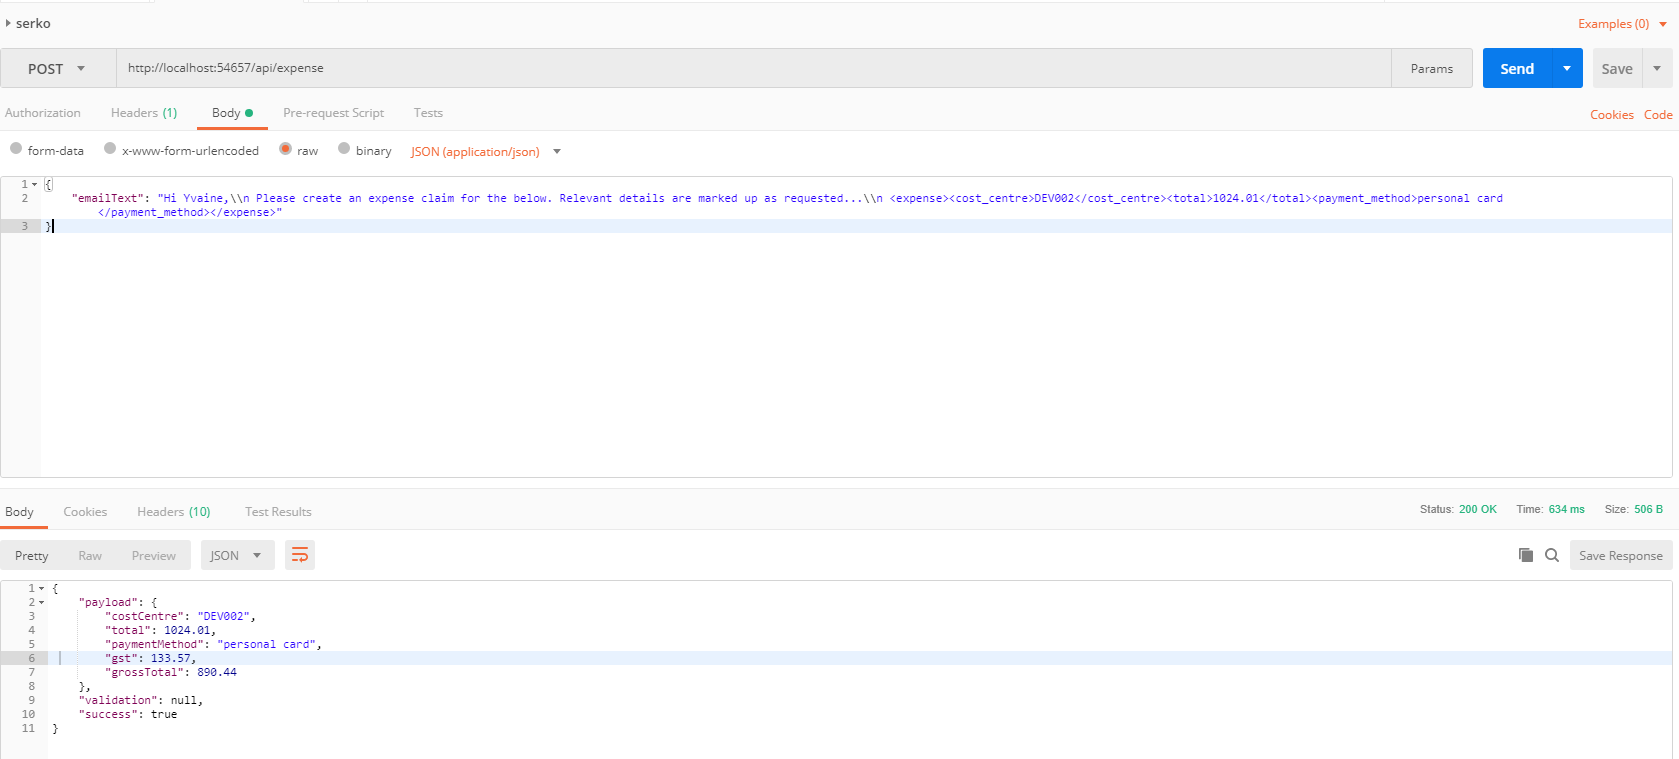 serko
Examples (0)
POST http://localhost:54657/api/expense Params Send Save
Authorization Headers (1) Body Pre-request Script Tests Cookies Code
form-data x-www-form-urlencoded raw binary JSON (application/json)
1 {
2 "emailText": "Hi Yvaine,\\n Please create an expense claim for the below. Relevant details are marked up as requested...\\n <expense><cost_centre>DEV002</cost_centre><total>1024.01</total><payment_method>personal card
</payment_method></expense>"
3 }
Body Cookies Headers (10) Test Results Status: 200 OK Time: 634 ms Size: 506 B
Pretty Raw Preview JSON Save Response
1 {
2 "payload": {
3 "costCentre": "DEV002",
4 "total": 1024.01,
5 "paymentMethod": "personal card",
6 "gst": 133.57,
7 "grossTotal": 890.44
8 },
9 "validation": null,
10 "success": true
11 }